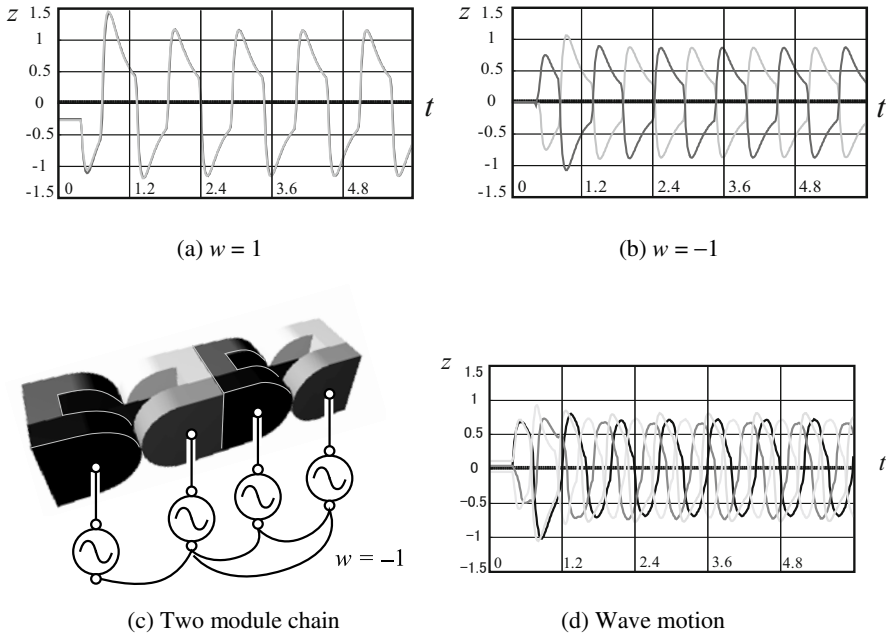 z
1.5
1
0.5
0
-0.5
-1
-1.5
0 1.2 2.4 3.6 4.8
t
(a) w = 1
z
1.5
1
0.5
0
-0.5
-1
-1.5
0 1.2 2.4 3.6 4.8
t
(b) w = −1
w = −1
(c) Two module chain
z
1.5
1
0.5
0
−0.5
−1
−1.5
0 1.2 2.4 3.6 4.8
t
(d) Wave motion